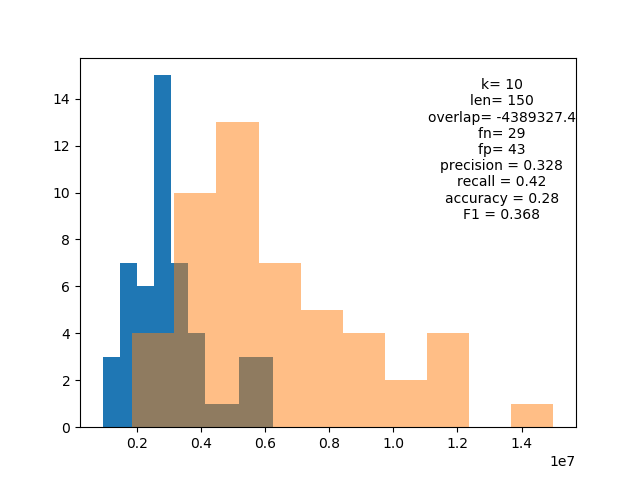 k= 10
len= 150
overlap= -4389327.4
fn= 29
fp= 43
precision = 0.328
recall = 0.42
accuracy = 0.28
F1 = 0.368
14
12
10
8
6
4
2
0
0.2 0.4 0.6 0.8 1.0 1.2 1.4
1e7